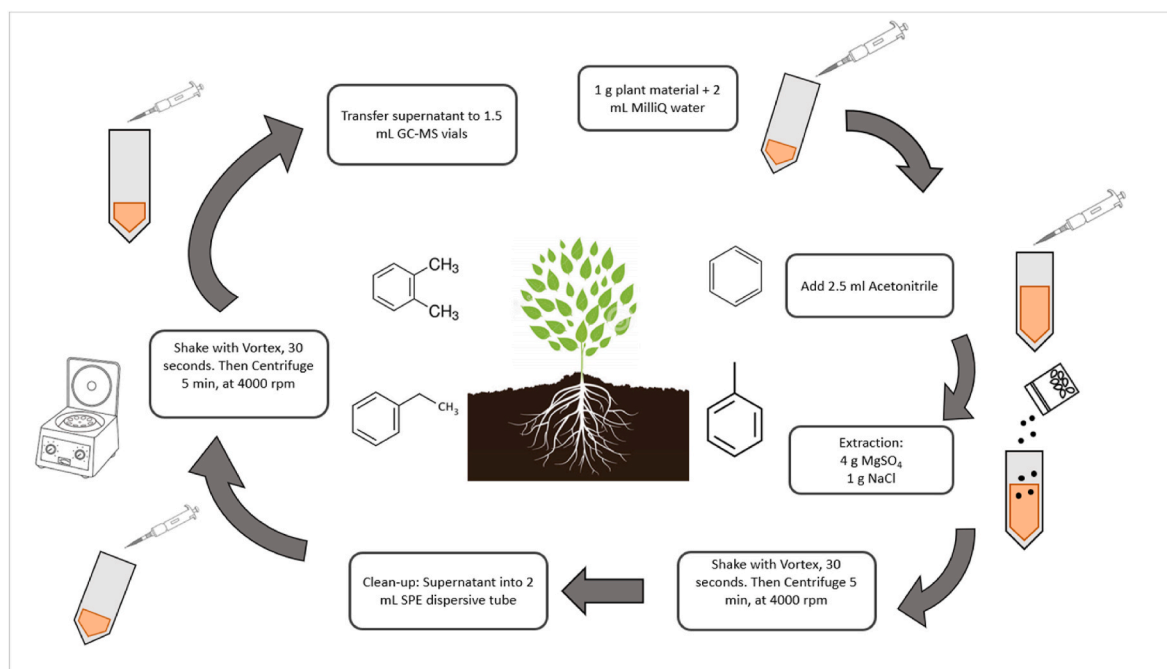 1 g plant material + 2
mL MilliQ water
Add 2.5 ml Acetonitrile
Extraction:
4 g MgSO₄
1 g NaCl
Shake with Vortex, 30
seconds. Then Centrifuge 5
min, at 4000 rpm
Clean-up: Supernatant into 2
mL SPE dispersive tube
Shake with Vortex, 30
seconds. Then Centrifuge
5 min, at 4000 rpm
Transfer supernatant to 1.5
mL GC-MS vials
CH₃
CH₃
CH₃